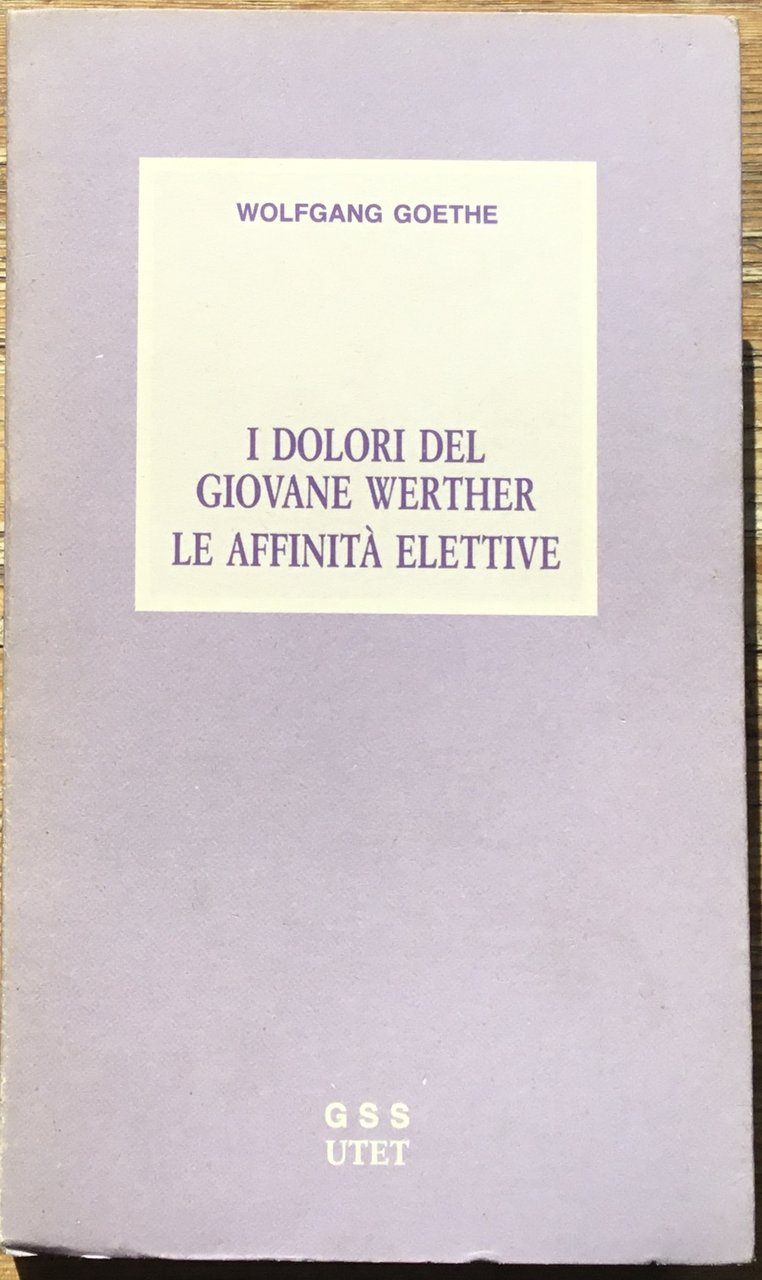 WOLFGANG GOETHE
I DOLORI DEL
GIOVANE WERTHER
LE AFFINITÀ ELETTIVE
GSS
UTET